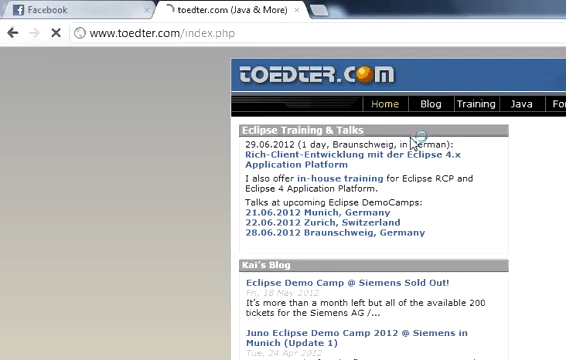 Facebook
toedter.com (Java & More)
www.toedter.com/index.php
TOEDTER.COM
Home Blog Training Java
Eclipse Training & Talks
29.06.2012 (1 day, Braunschweig, in German):
Rich-Client-Entwicklung mit der Eclipse 4.x
Application Platform
I also offer in-house training for Eclipse RCP and
Eclipse 4 Application Platform.
Talks at upcoming Eclipse DemoCamps:
21.06.2012 Munich, Germany
22.06.2012 Zurich, Switzerland
28.06.2012 Braunschweig, Germany
Kai's Blog
Eclipse Demo Camp @ Siemens Sold Out!
Fri, 18 May 2012
It's more than a month left but all of the available 200
tickets for the Siemens AG /...
Juno Eclipse Demo Camp 2012 @ Siemens in
Munich (Update 1)
Tue, 24 Apr 2012